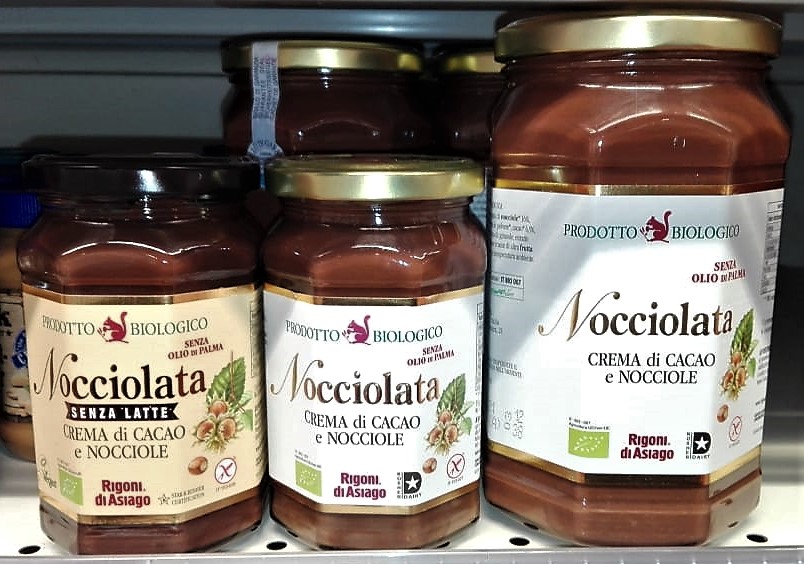 PRODOTTO BIOLOGICO
SENZA
OLIO di PALMA
Nocciolata
SENZA LATTE
CREMA di CACAO
e NOCCIOLE
Rigoni
di Asiago
PRODOTTO BIOLOGICO
SENZA
OLIO di PALMA
Nocciolata
CREMA di CACAO
e NOCCIOLE
Rigoni
di Asiago
D
DAIRY
PRODOTTO BIOLOGICO
SENZA
OLIO di PALMA
Nocciolata
CREMA di CACAO
e NOCCIOLE
Rigoni
di Asiago
D
DAIRY